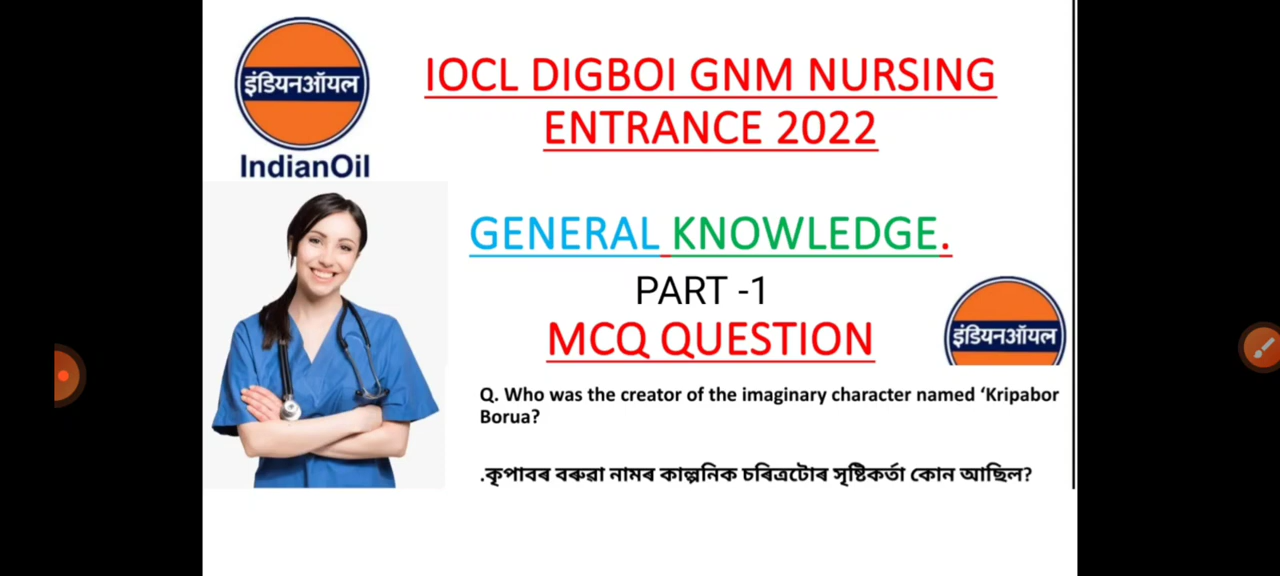 इंडियनऑयल
IndianOil
IOCL DIGBOI GNM NURSING
ENTRANCE 2022
GENERAL KNOWLEDGE.
PART -1
MCQ QUESTION
इंडियनऑयल
Q. Who was the creator of the imaginary character named ‘Kripabor
Borua?
.কৃপাবৰ বৰুৱা নামৰ কাল্পনিক চৰিত্ৰটোৰ সৃষ্টিকৰ্তা কোন আছিল?